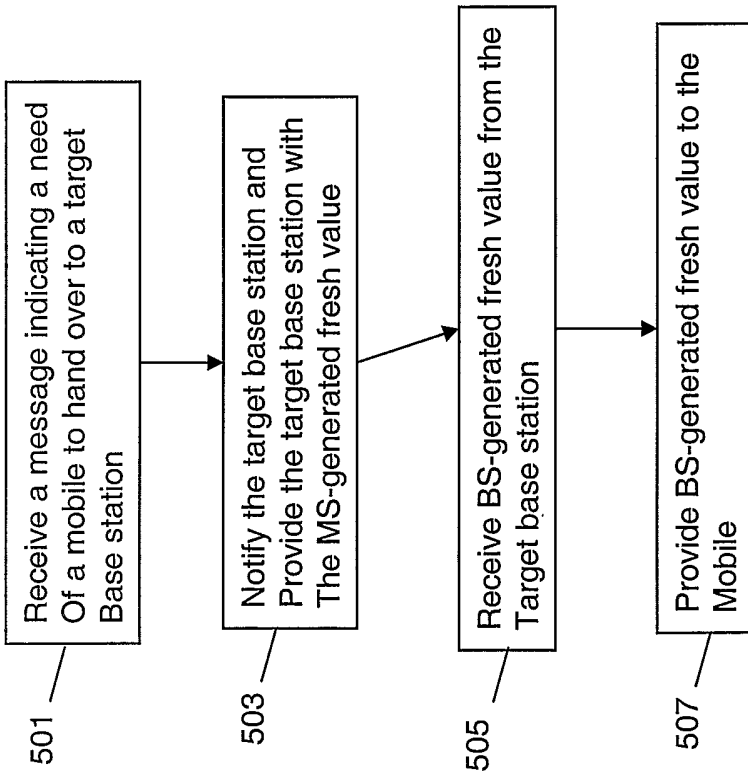 501
Receive a message indicating a need
Of a mobile to hand over to a target
Base station
503
Notify the target base station and
Provide the target base station with
The MS-generated fresh value
505
Receive BS-generated fresh value from the
Target base station
507
Provide BS-generated fresh value to the
Mobile